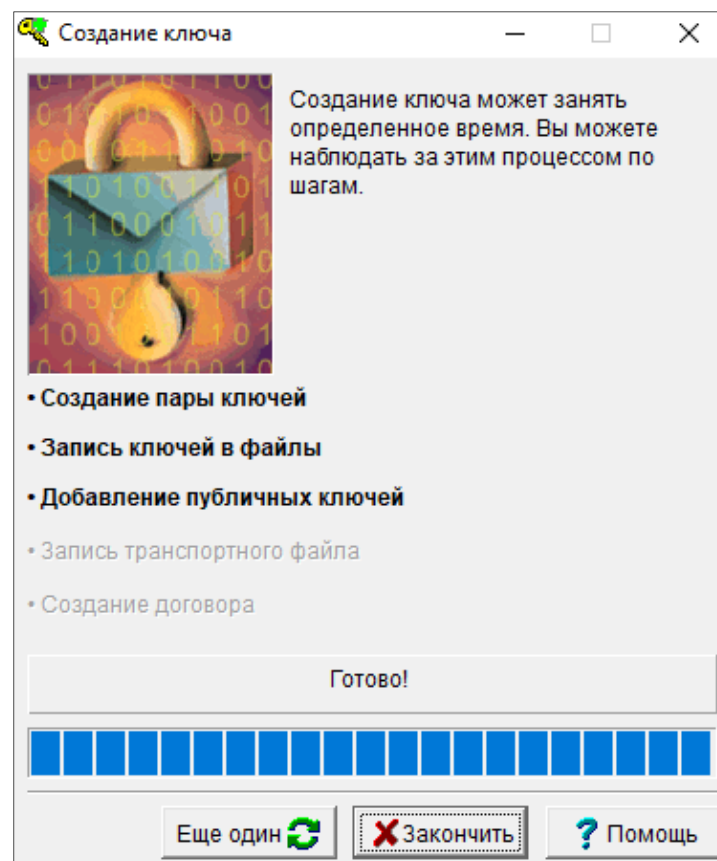 Создание ключа
Создание ключа может занять
определенное время. Вы можете
наблюдать за этим процессом по
шагам.
• Создание пары ключей
• Запись ключей в файлы
• Добавление публичных ключей
• Запись транспортного файла
• Создание договора
Готово!
Еще один
Закончить
Помощь